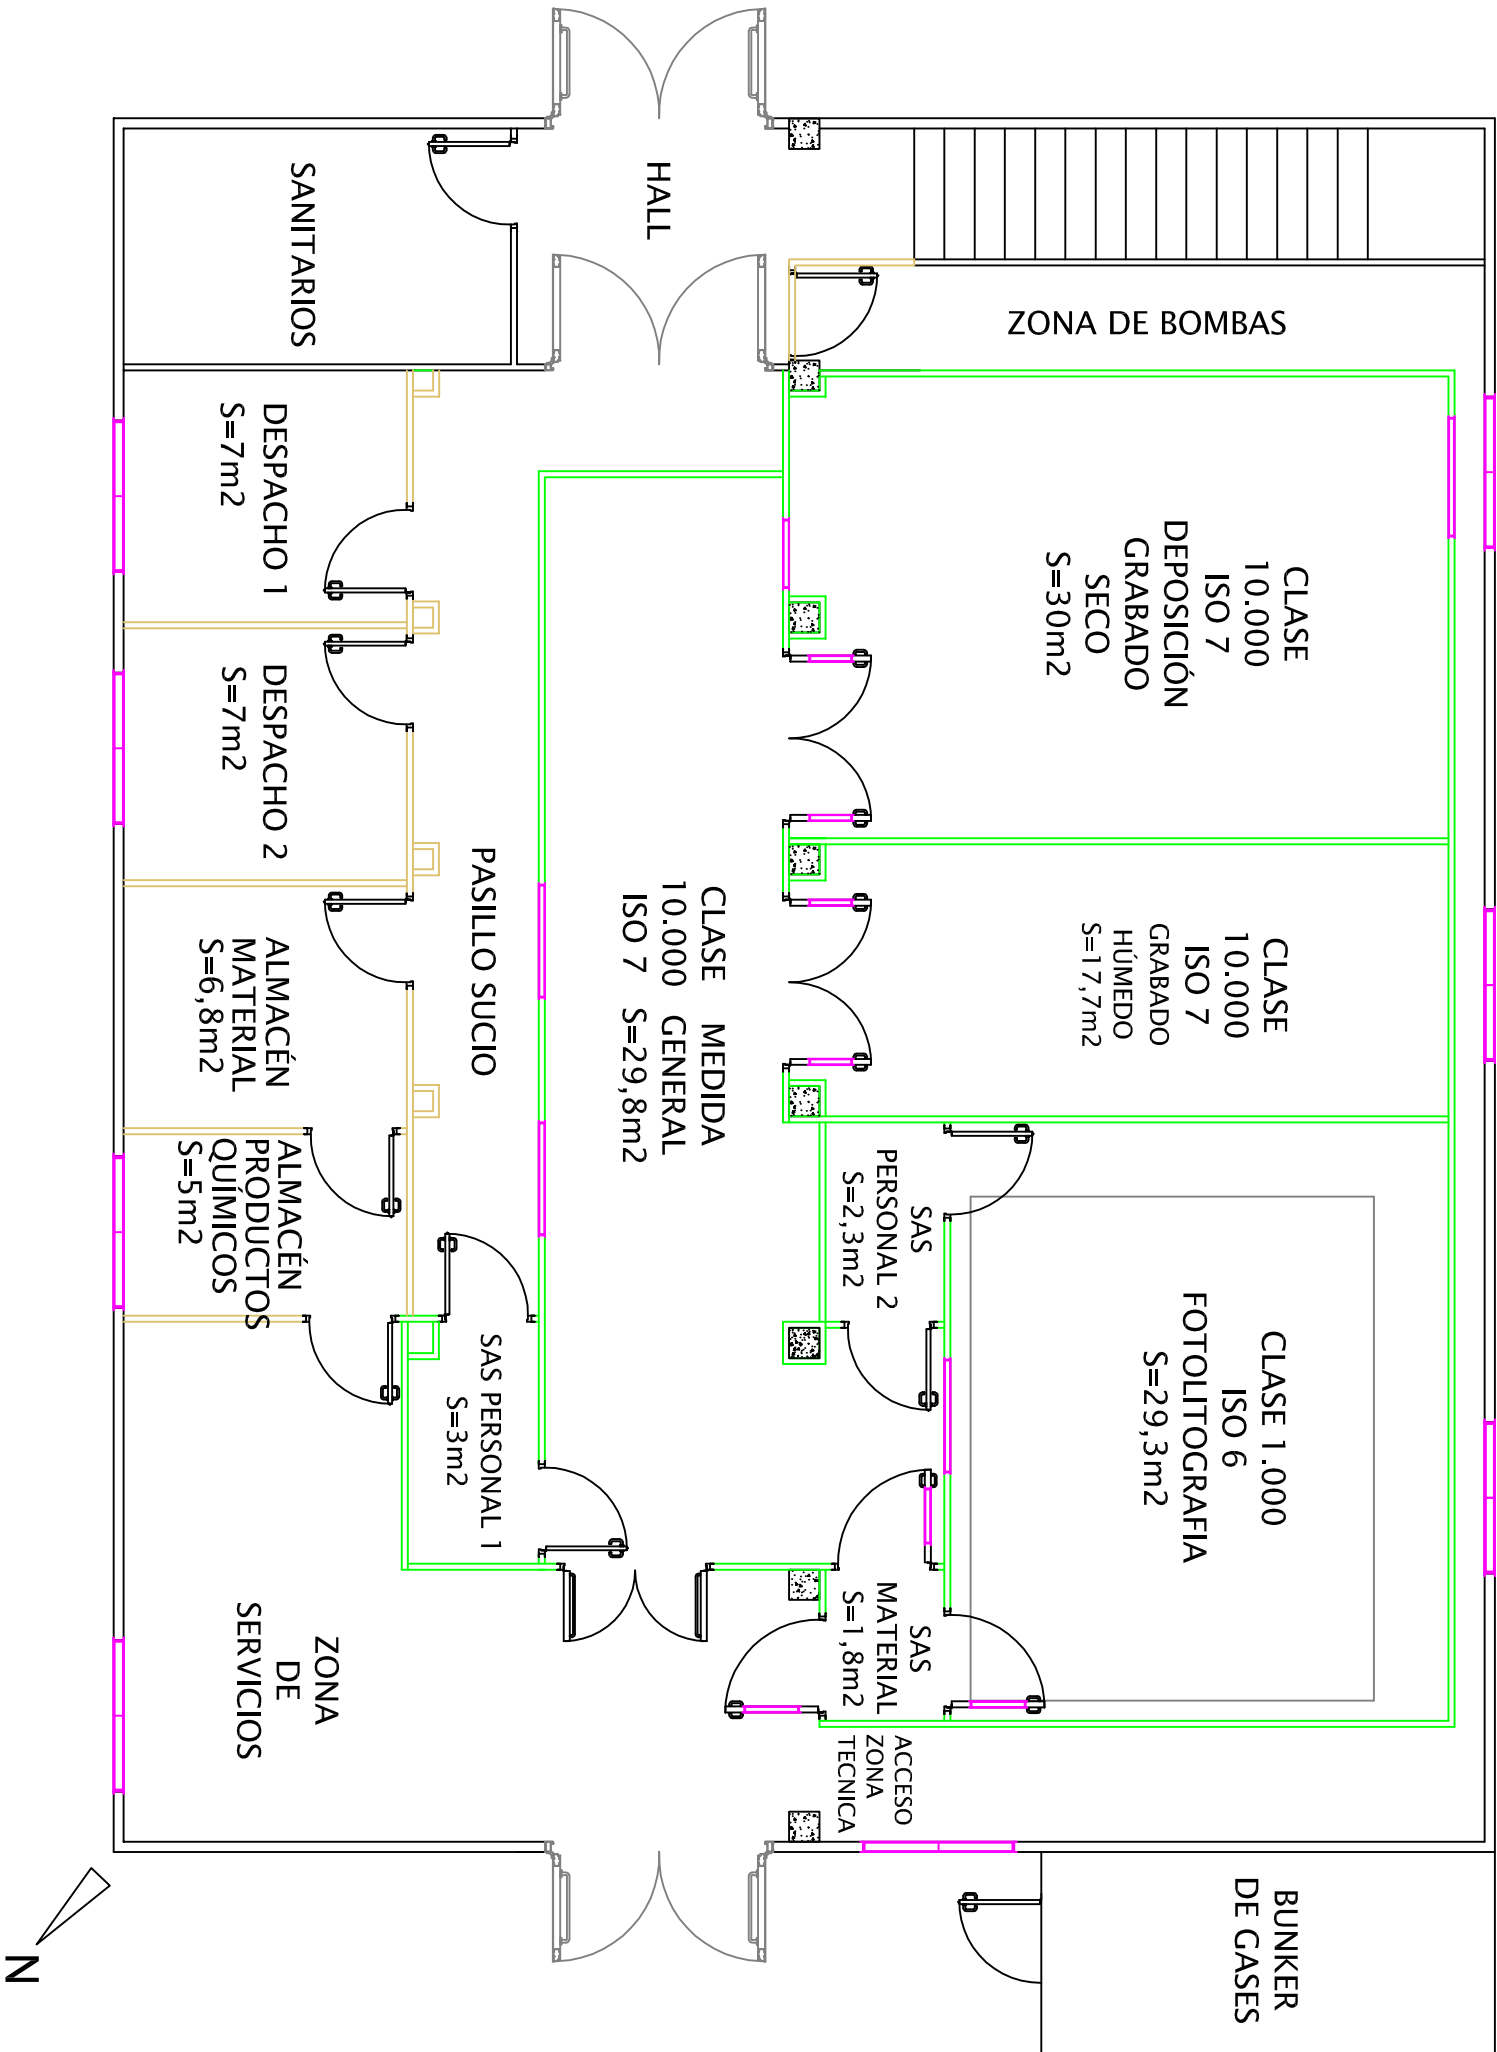 HALL
SANITARIOS
ZONA DE BOMBAS
CLASE
10.000
ISO 7
DEPOSICIÓN
GRABADO
SECO
S=30m2
CLASE
10.000
ISO 7
GRABADO
HÚMEDO
S=17,7m2
CLASE 1.000
ISO 6
FOTOLITOGRAFIA
S=29,3m2
SAS
PERSONAL 2
S=2,3m2
SAS
MATERIAL
S=1,8m2
ACCESO
ZONA
TECNICA
CLASE MEDIDA
10.000 GENERAL
ISO 7 S=29,8m2
PASILLO SUCIO
SAS PERSONAL 1
S=3m2
DESPACHO 1
S=7m2
DESPACHO 2
S=7m2
ALMACÉN
MATERIAL
S=6,8m2
ALMACÉN
PRODUCTOS
QUÍMICOS
S=5m2
ZONA
DE
SERVICIOS
BUNKER
DE GASES
N